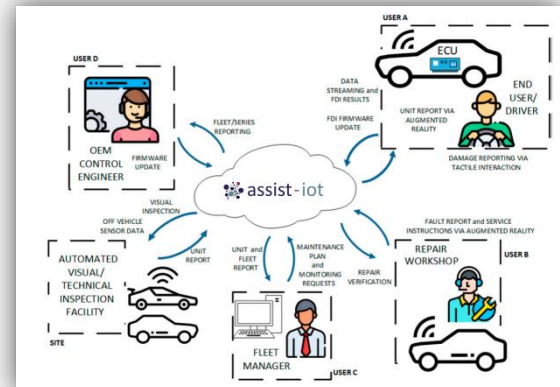 USER D
OEM
CONTROL
ENGINEER
FIRMWARE
UPDATE
FLEET/SERIES
REPORTING
USER A
ECU
END
USER/
DRIVER
DATA
STREAMING and
FDI RESULTS
FDI FIRMWARE
UPDATE
UNIT REPORT VIA
AUGMENTED
REALITY
DAMAGE REPORTING VIA
TACTILE INTERACTION
assist-iot
VISUAL
INSPECTION
OFF VEHICLE
SENSOR DATA
UNIT
REPORT
AUTOMATED
VISUAL/
TECHNICAL
INSPECTION
FACILITY
SITE
UNIT and
FLEET
REPORT
MAINTENANCE
PLAN
and
MONITORING
REQUESTS
FLEET
MANAGER
USER C
FAULT REPORT and SERVICE
INSTRUCTIONS VIA AUGMENTED REALITY
REPAIR
VERIFICATION
REPAIR
WORKSHOP
USER B